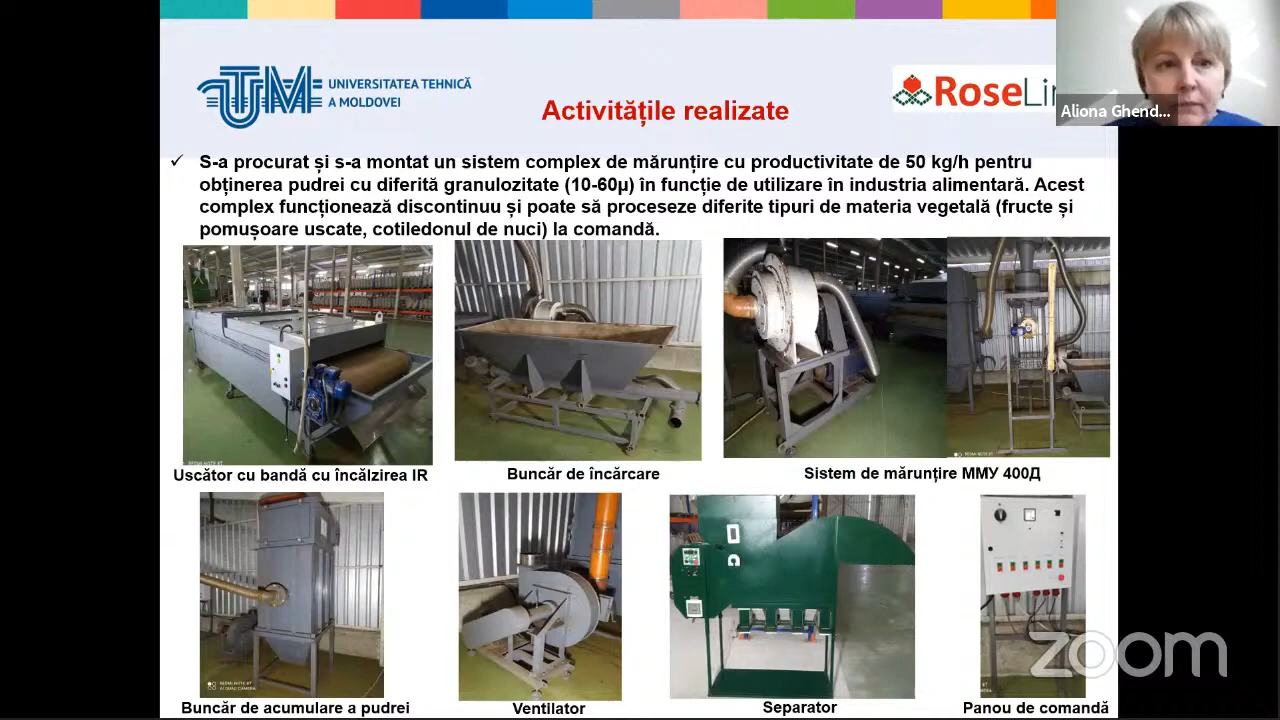 UNIVERSITATEA TEHNICĂ
A MOLDOVEI
Activitățile realizate
RoseLin
Aliona Ghend...
✓ S-a procurat și s-a montat un sistem complex de mărunțire cu productivitate de 50 kg/h pentru
obținerea pudrei cu diferită granulozitate (10-60µ) în funcție de utilizare în industria alimentară. Acest
complex funcționează discontinuu și poate să proceseze diferite tipuri de materia vegetală (fructe și
pomușoare uscate, cotiledonul de nuci) la comandă.
Uscător cu bandă cu încălzirea IR
Buncăr de încărcare
Sistem de mărunțire ММУ 400Д
Buncăr de acumulare a pudrei
Ventilator
Separator
Panou de comandă
zoom